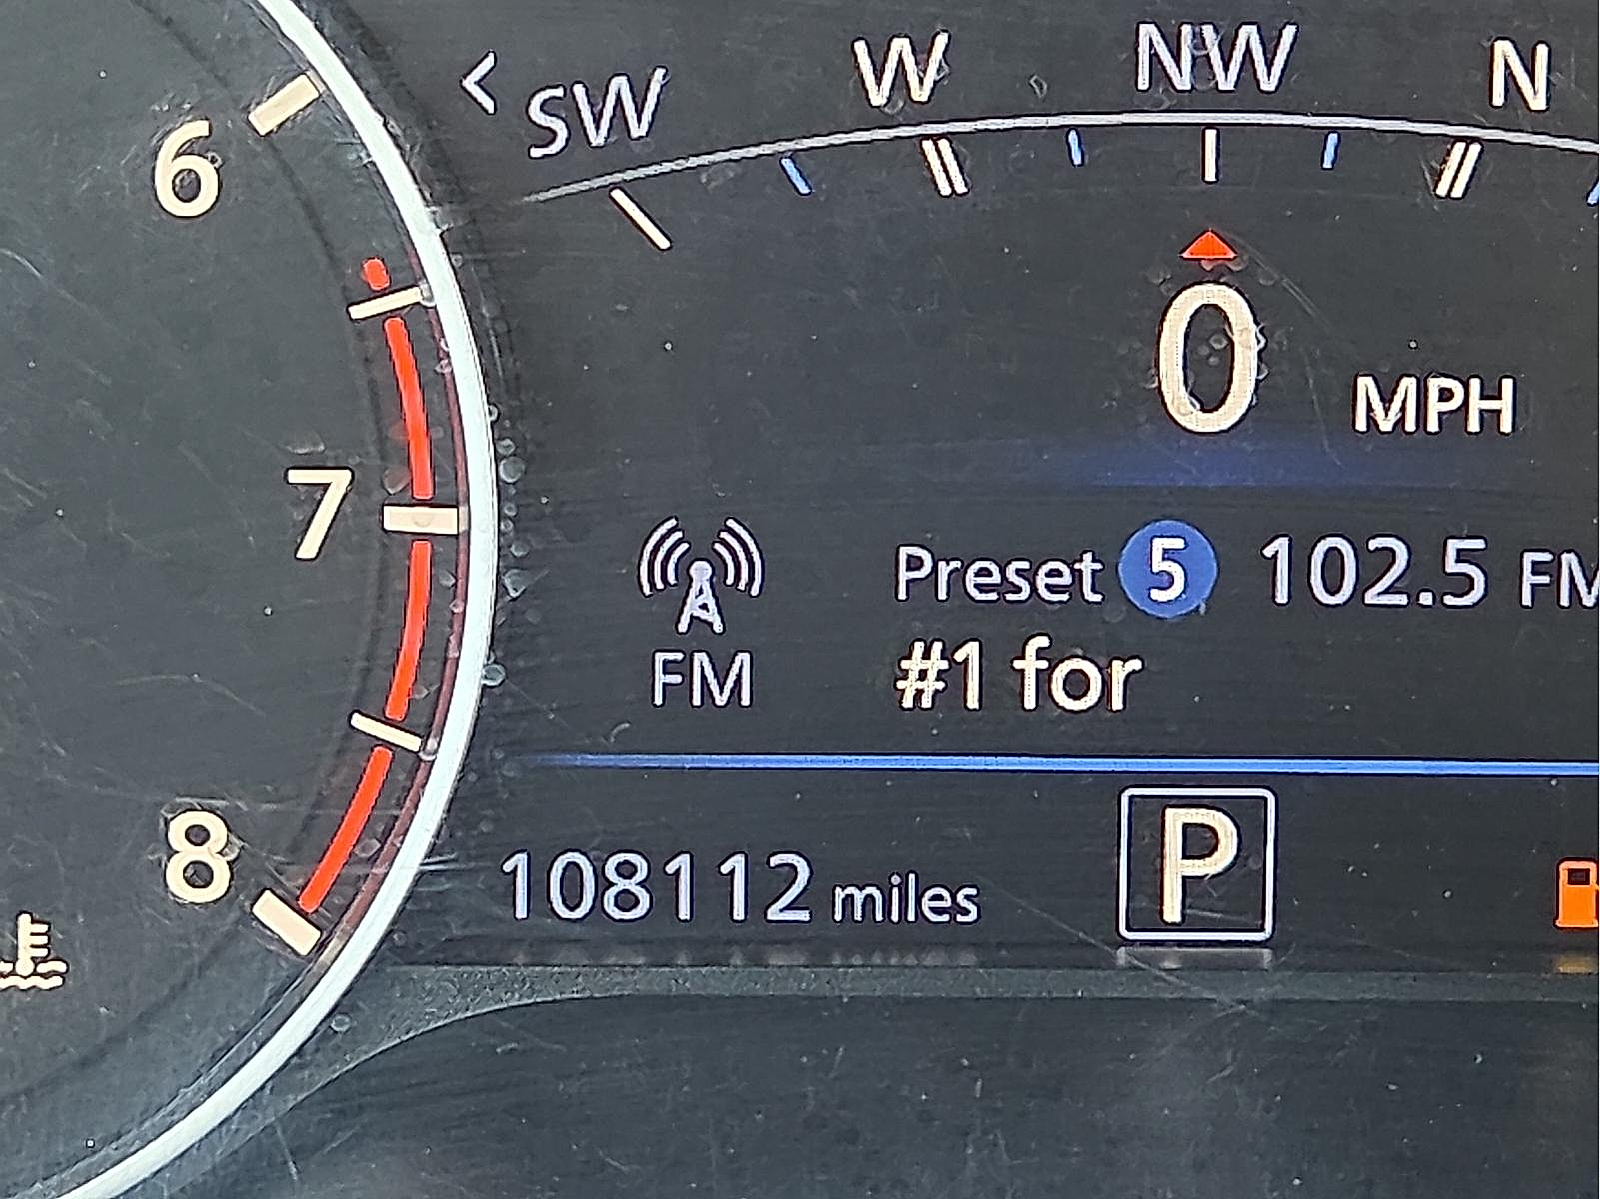 < SW W NW N
6
0 MPH
7
Preset 5 102.5 FM
#1 for
FM
8
108112 miles P